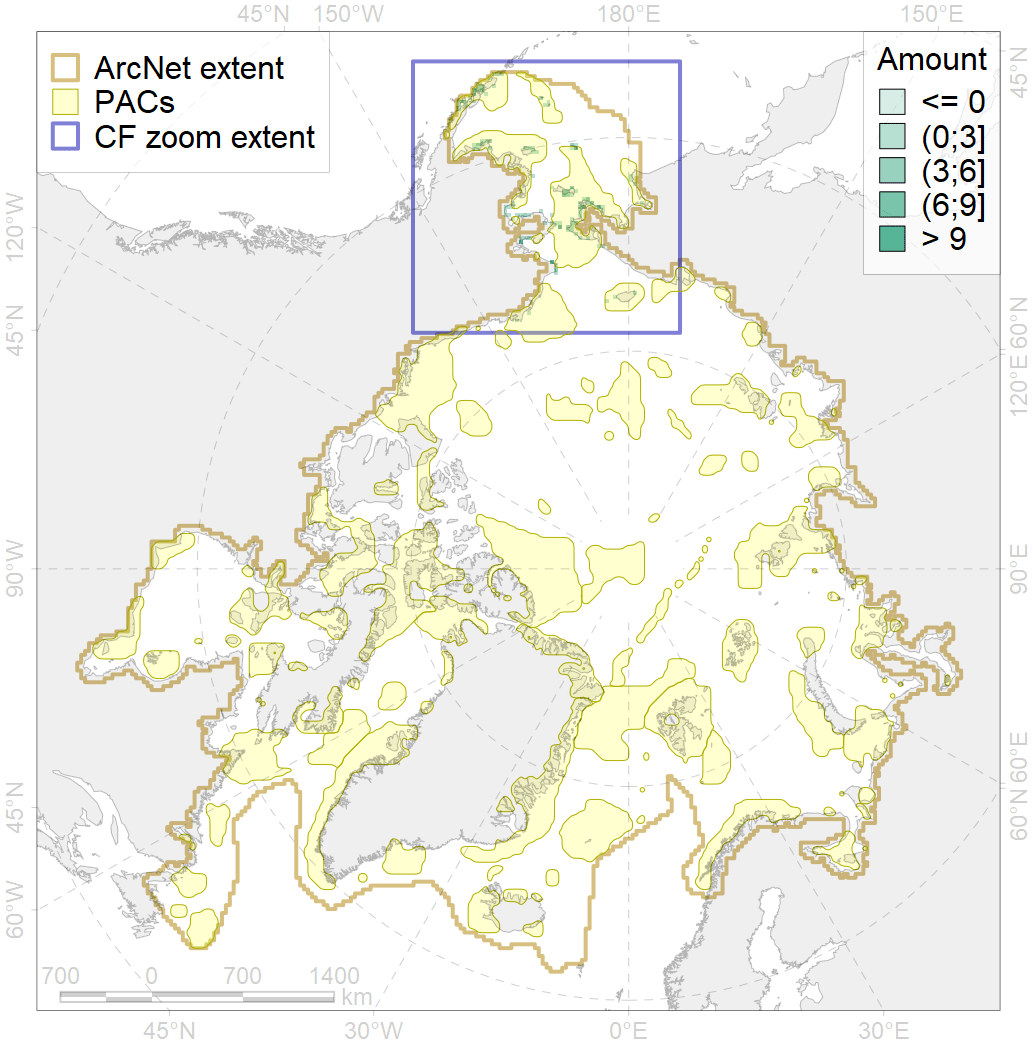 45°N 150°W 180°E 150°E
ArcNet extent
PACs
CF zoom extent
Amount
<= 0
(0;3]
(3;6]
(6;9]
> 9
45°N
120°W
45°N
60°N
120°E
90°W
90°E
45°N
60°E
60°N
60°W
700 0 700 1400
km
45°N 30°W 0°E 30°E